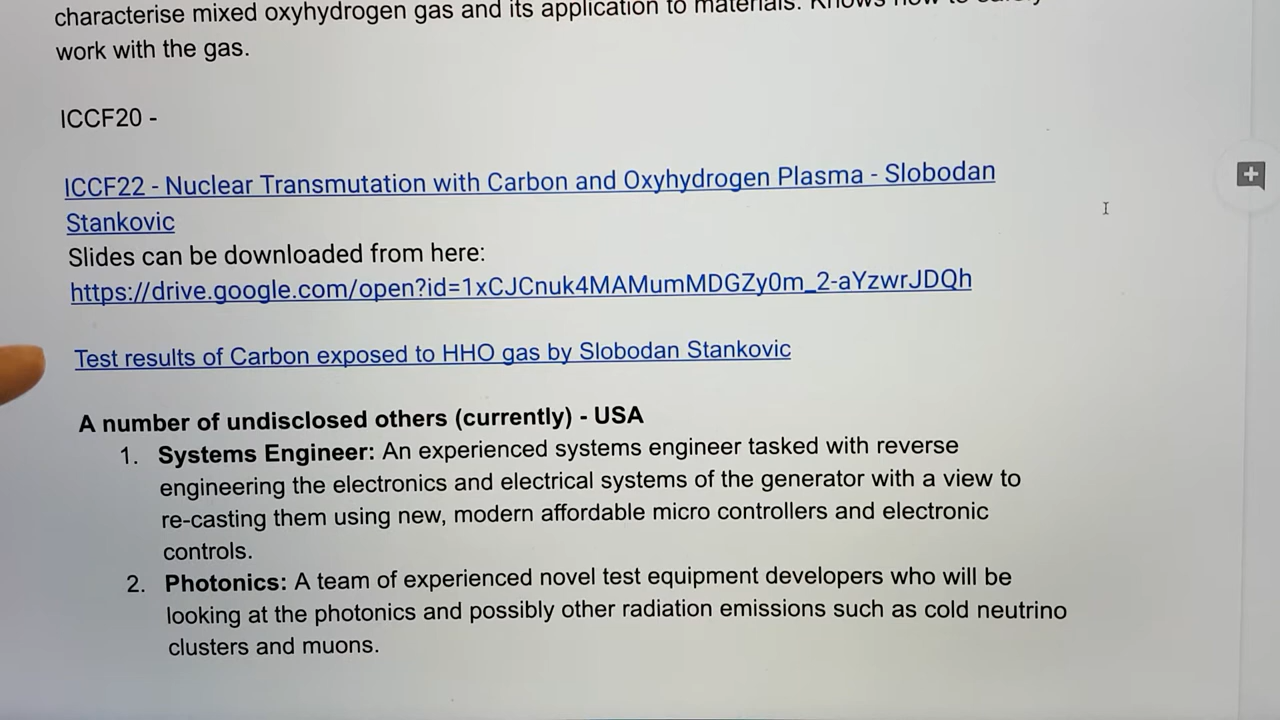 characterise mixed oxyhydrogen gas and its application to materials. Knows how to safely
work with the gas.
ICCF20 -
ICCF22 - Nuclear Transmutation with Carbon and Oxyhydrogen Plasma - Slobodan
Stankovic
Slides can be downloaded from here:
https://drive.google.com/open?id=1xCJCnuk4MAMumMDGZy0m_2-aYzwrJDQh
Test results of Carbon exposed to HHO gas by Slobodan Stankovic
A number of undisclosed others (currently) - USA
1. Systems Engineer: An experienced systems engineer tasked with reverse
engineering the electronics and electrical systems of the generator with a view to
re-casting them using new, modern affordable micro controllers and electronic
controls.
2. Photonics: A team of experienced novel test equipment developers who will be
looking at the photonics and possibly other radiation emissions such as cold neutrino
clusters and muons.